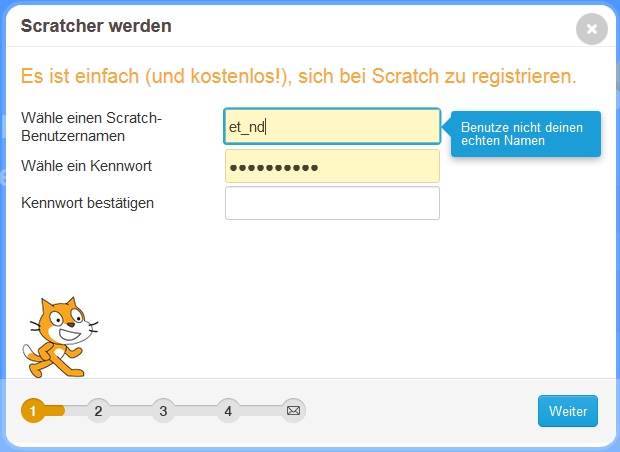 Scratcher werden
Es ist einfach (und kostenlos!), sich bei Scratch zu registrieren.
Wähle einen Scratch-
Benutzernamen
et_nd
Benutze nicht deinen
echten Namen
Wähle ein Kennwort
●●●●●●●●●●
Kennwort bestätigen
1 2 3 4
Weiter